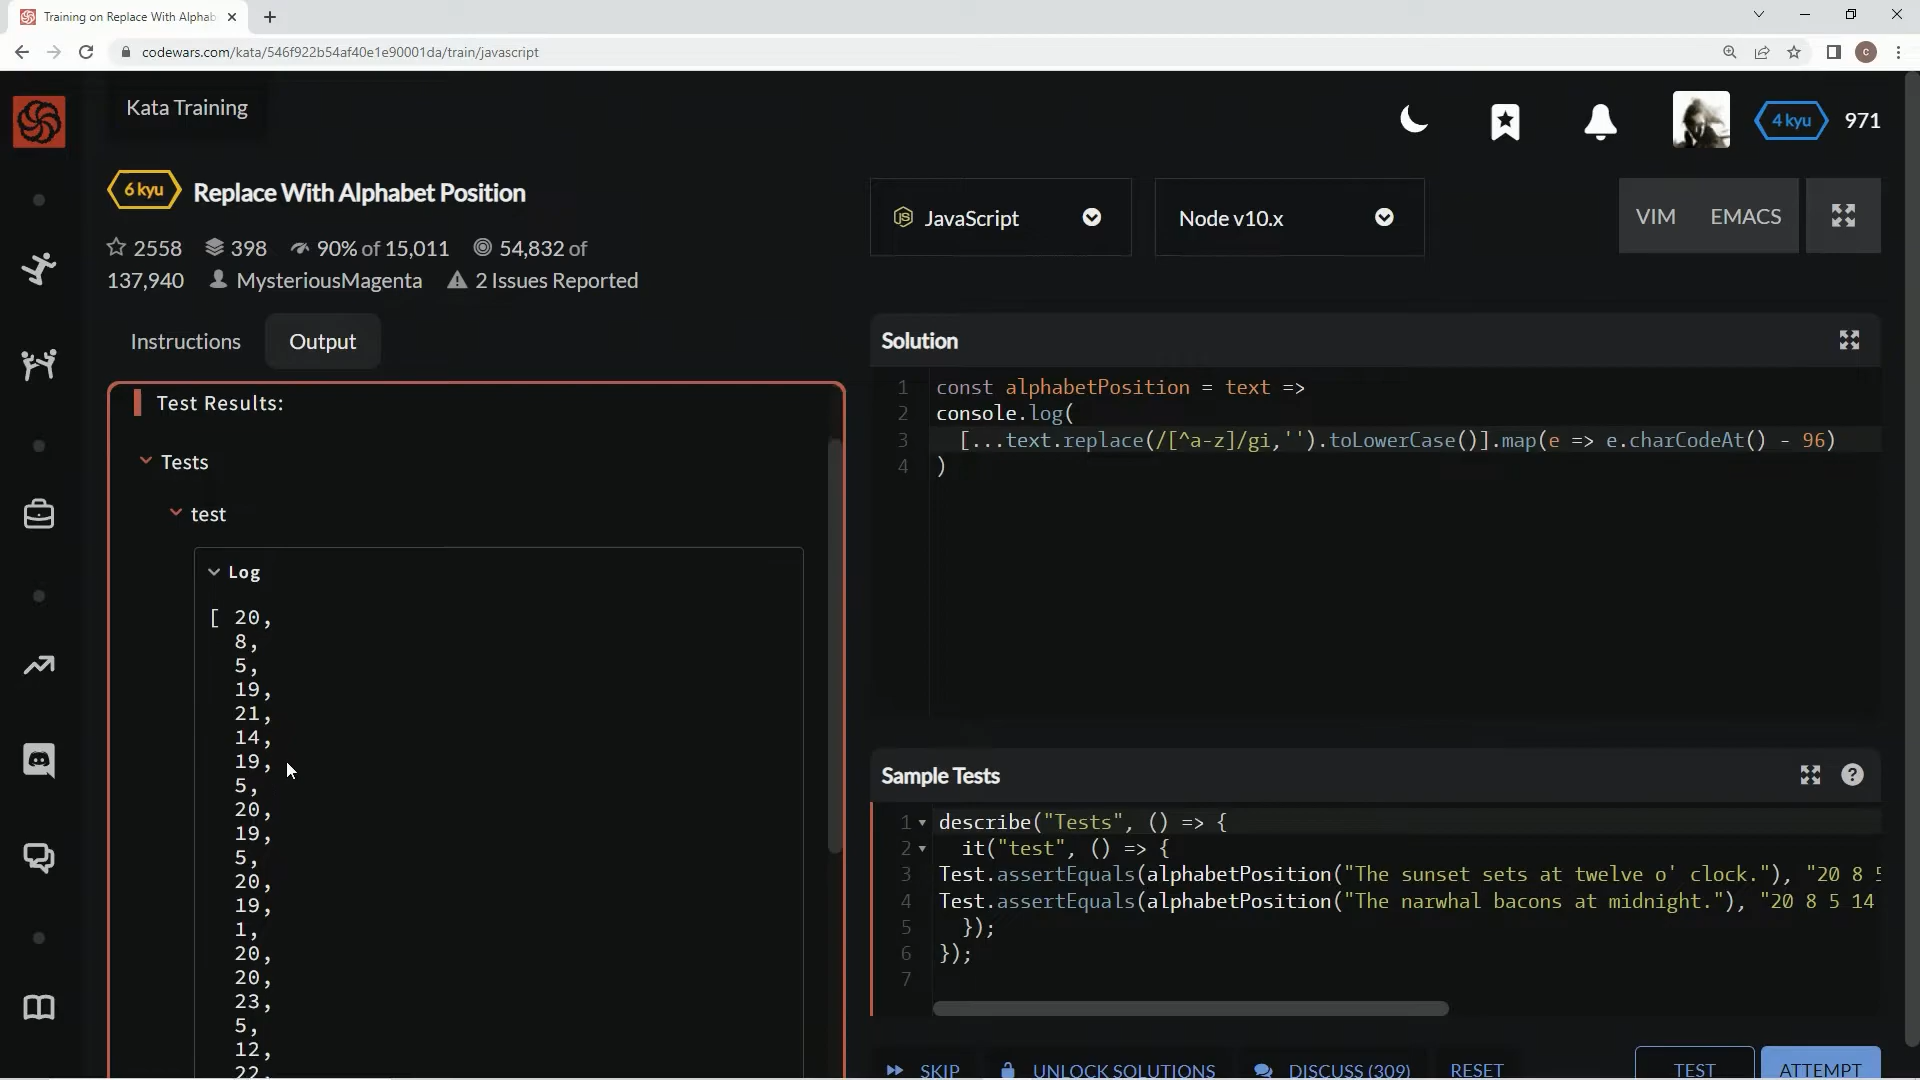 Training on Replace With Alphab
codewars.com/kata/546f922b54af40e1e90001da/train/javascript
C
Kata Training
4 kyu
971
6 kyu
Replace With Alphabet Position
2558 398 90% of 15,011 54,832 of
137,940 MysteriousMagenta 2 Issues Reported
JavaScript
Node v10.x
VIM EMACS
Instructions
Output
Test Results:
Tests
test
Log
[ 20,
8,
5,
19,
21,
14,
19,
5,
20,
19,
5,
20,
19,
1,
20,
20,
23,
5,
12,
22,
Solution
1 const alphabetPosition = text =>
2 console.log(
3 [...text.replace(/[^a-z]/gi,'').toLowerCase()].map(e => e.charCodeAt() - 96)
4 )
Sample Tests
?
1 describe("Tests", () => {
2 it("test", () => {
3 Test.assertEquals(alphabetPosition("The sunset sets at twelve o' clock."), "20 8 5
4 Test.assertEquals(alphabetPosition("The narwhal bacons at midnight."), "20 8 5 14
5 });
6 });
7
SKIP
UNLOCK SOLUTIONS
DISCUSS (309)
RESET
TEST
ATTEMPT